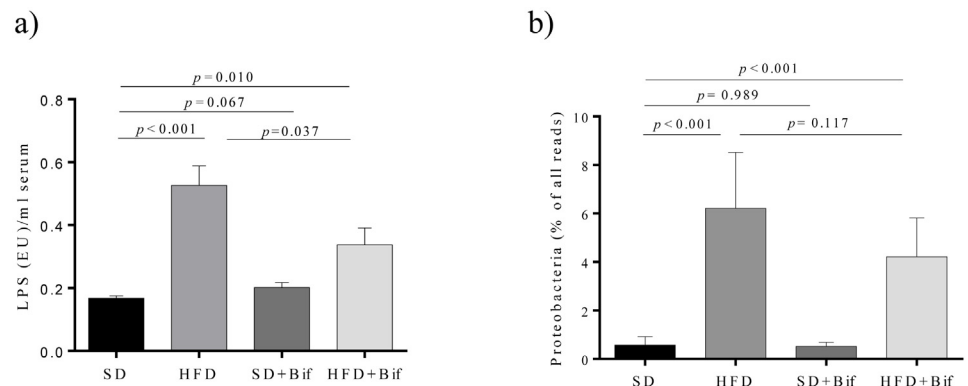 a)
p=0.010
p=0.067
p<0.001
p=0.037
0.8
0.6
0.4
0.2
0.0
LPS (EU)/ml serum
SD
HFD
SD+Bif
HFD+Bif
b)
p<0.001
p= 0.989
p<0.001
p= 0.117
10
8
6
4
2
0
Proteobacteria (% of all reads)
SD
HFD
SD+Bif
HFD+Bif